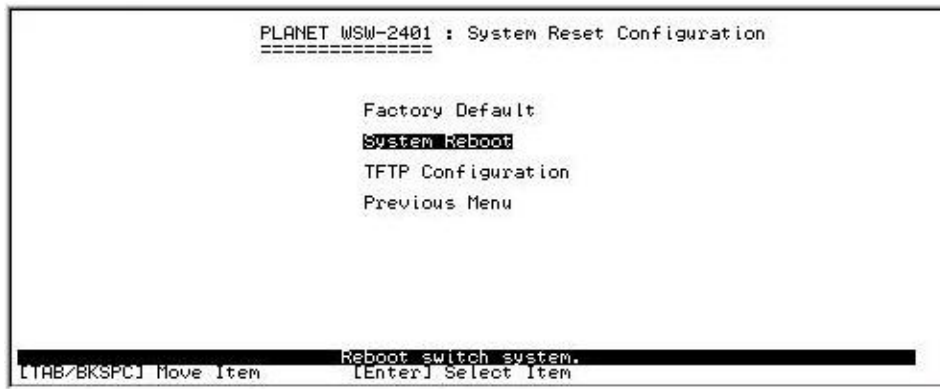 PLANET WSW-2401 : System Reset Configuration
===============
Factory Default
System Reboot
TFTP Configuration
Previous Menu
Reboot switch system.
[TAB/BKSPC] Move Item [Enter] Select Item